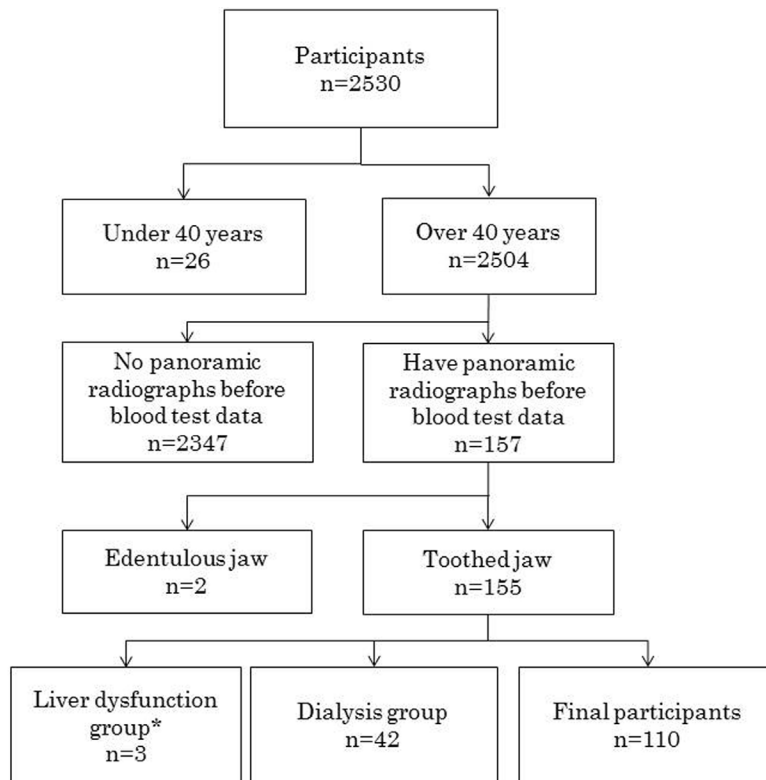 Participants
n=2530
Under 40 years
n=26
Over 40 years
n=2504
No panoramic
radiographs before
blood test data
n=2347
Have panoramic
radiographs before
blood test data
n=157
Edentulous jaw
n=2
Toothed jaw
n=155
Liver dysfunction
group*
n=3
Dialysis group
n=42
Final participants
n=110